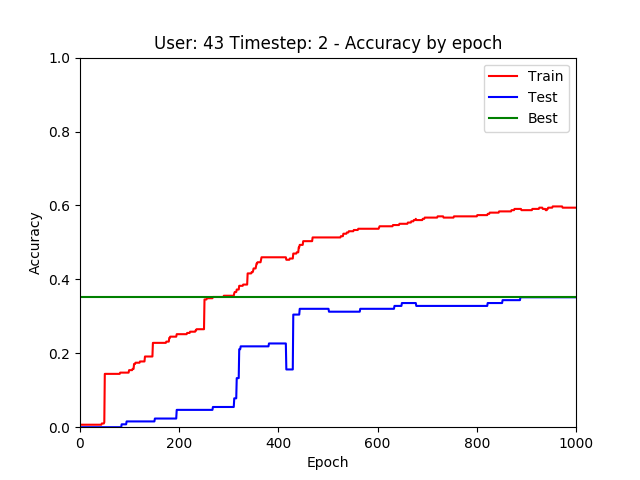 User: 43 Timestep: 2 - Accuracy by epoch
1.0
0.8
0.6
0.4
0.2
0.0
Accuracy
Train
Test
Best
0 200 400 600 800 1000
Epoch